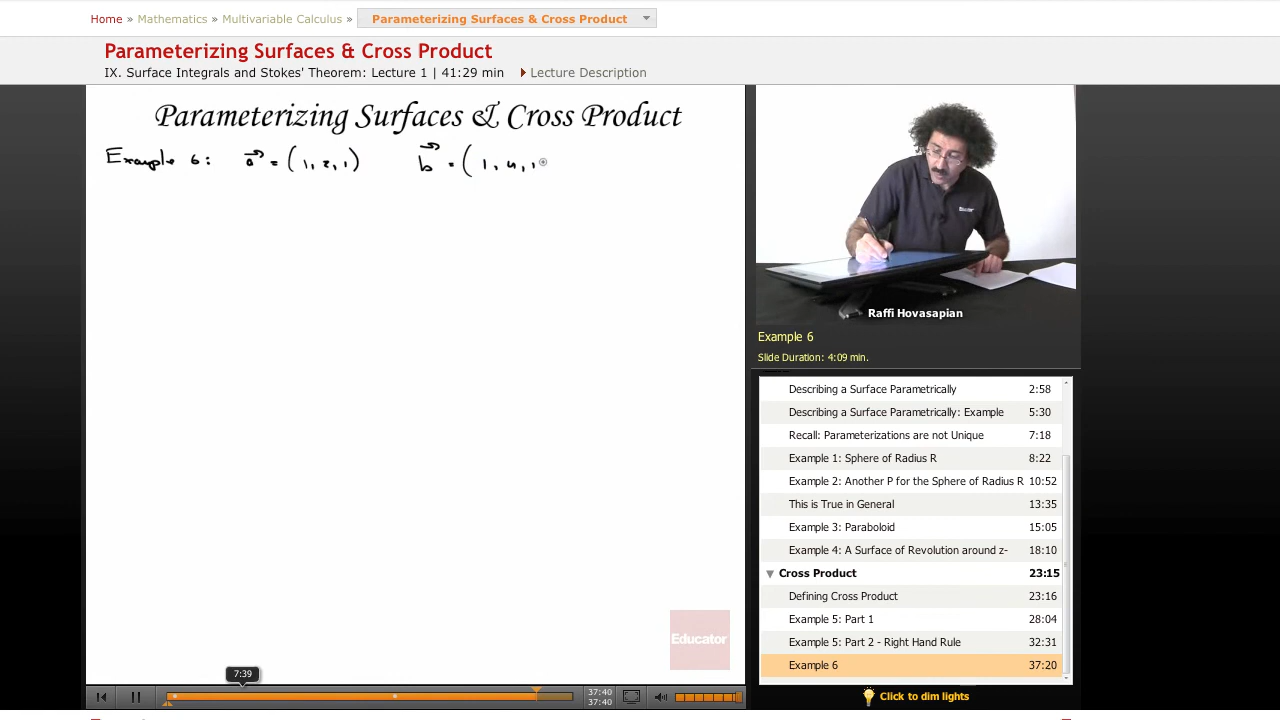 Home » Mathematics » Multivariable Calculus » Parameterizing Surfaces & Cross Product
Parameterizing Surfaces & Cross Product
IX. Surface Integrals and Stokes' Theorem: Lecture 1 | 41:29 min Lecture Description
Parameterizing Surfaces & Cross Product
Example 6: a = (1, 2, 1) b = (1, 4, 1
Raffi Hovasapian
Example 6
Slide Duration: 4:09 min.
Describing a Surface Parametrically 2:58
Describing a Surface Parametrically: Example 5:30
Recall: Parameterizations are not Unique 7:18
Example 1: Sphere of Radius R 8:22
Example 2: Another P for the Sphere of Radius R 10:52
This is True in General 13:35
Example 3: Paraboloid 15:05
Example 4: A Surface of Revolution around z- 18:10
Cross Product 23:15
Defining Cross Product 23:16
Example 5: Part 1 28:04
Example 5: Part 2 - Right Hand Rule 32:31
Example 6 37:20
Educator
7:39
37:40
37:40
Click to dim lights